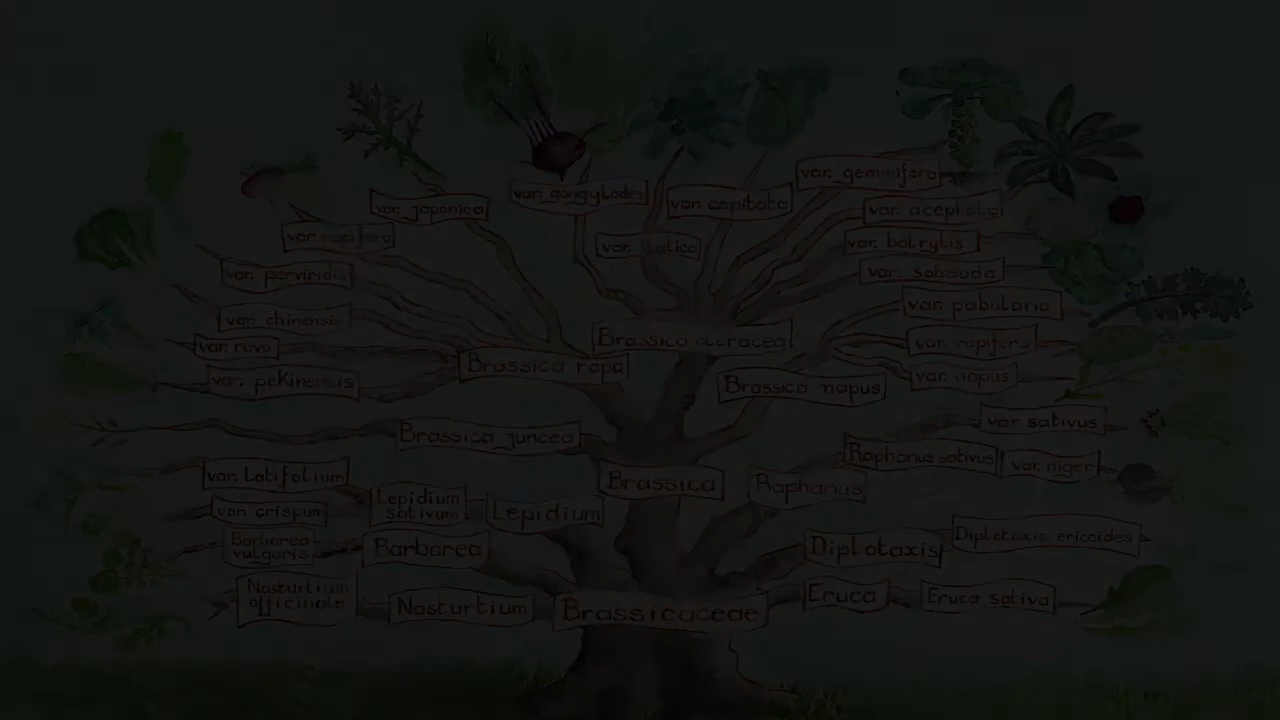 var. gemmifera
var. gongylodes
var. capitata
var. japonica
var. acephala
var.
var. italica
var. botrytis
var. perviridis
var. sabauda
var. pabularia
var. chinensis
Brassica oleracea
var. rapifera
var. ruvo
Brassica rapa
var. napus
var. pekinensis
Brassica napus
var sativus
Brassica juncea
Raphanus sativus
var. niger
var. latifolium
Brassica
Raphanus
Lepidium
sativum
Lepidium
var. crispum
Diplotaxis ericoides
Barbarea
vulgaris
Barbarea
Diplotaxis
Nasturtium
officinale
Nasturtium
Brassicaceae
Eruca
Eruca sativa